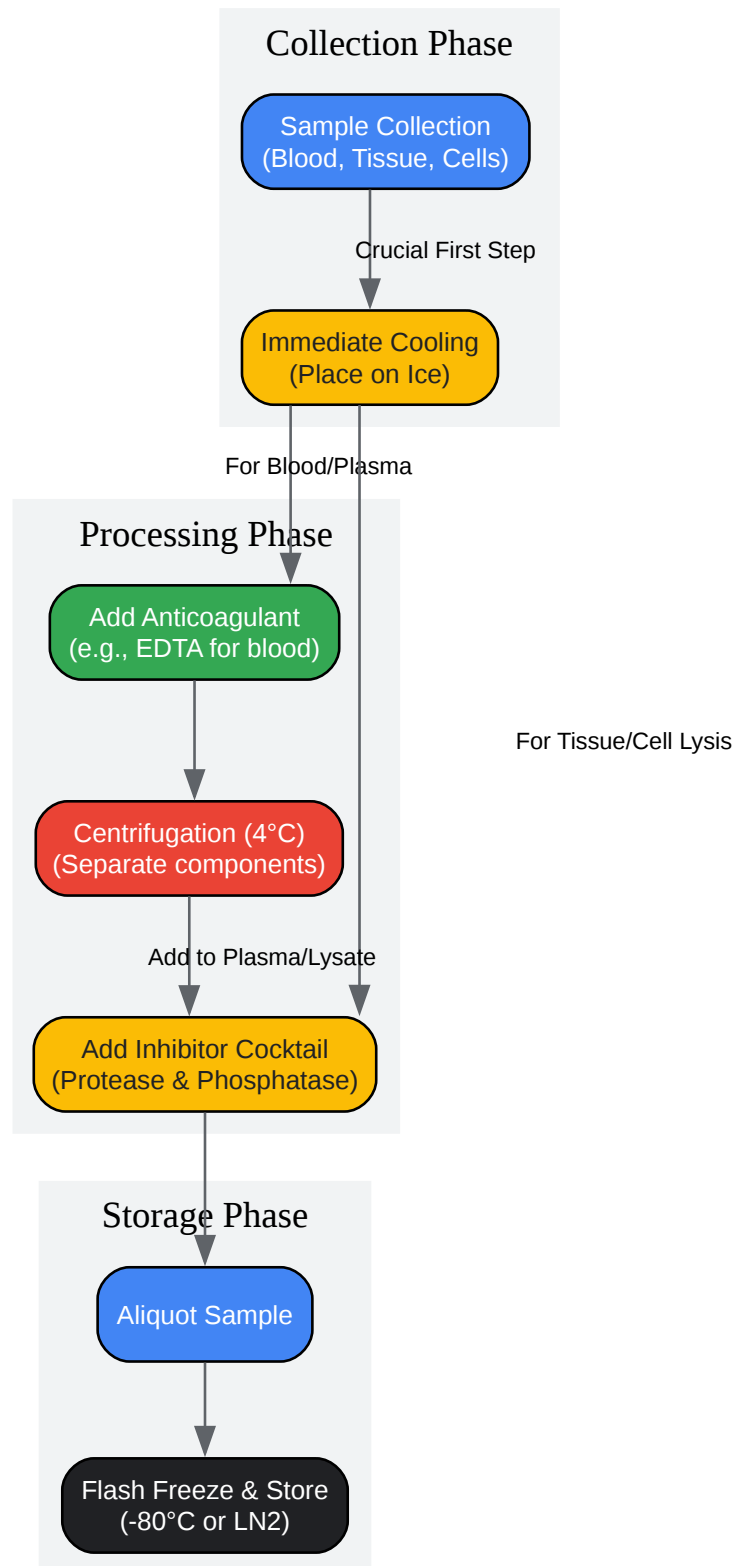 Collection Phase
Sample Collection
(Blood, Tissue, Cells)
Crucial First Step
Immediate Cooling
(Place on Ice)
For Blood/Plasma
Processing Phase
Add Anticoagulant
(e.g., EDTA for blood)
For Tissue/Cell Lysis
Centrifugation (4°C)
(Separate components)
Add to Plasma/Lysate
Add Inhibitor Cocktail
(Protease & Phosphatase)
Storage Phase
Aliquot Sample
Flash Freeze & Store
(-80°C or LN2)